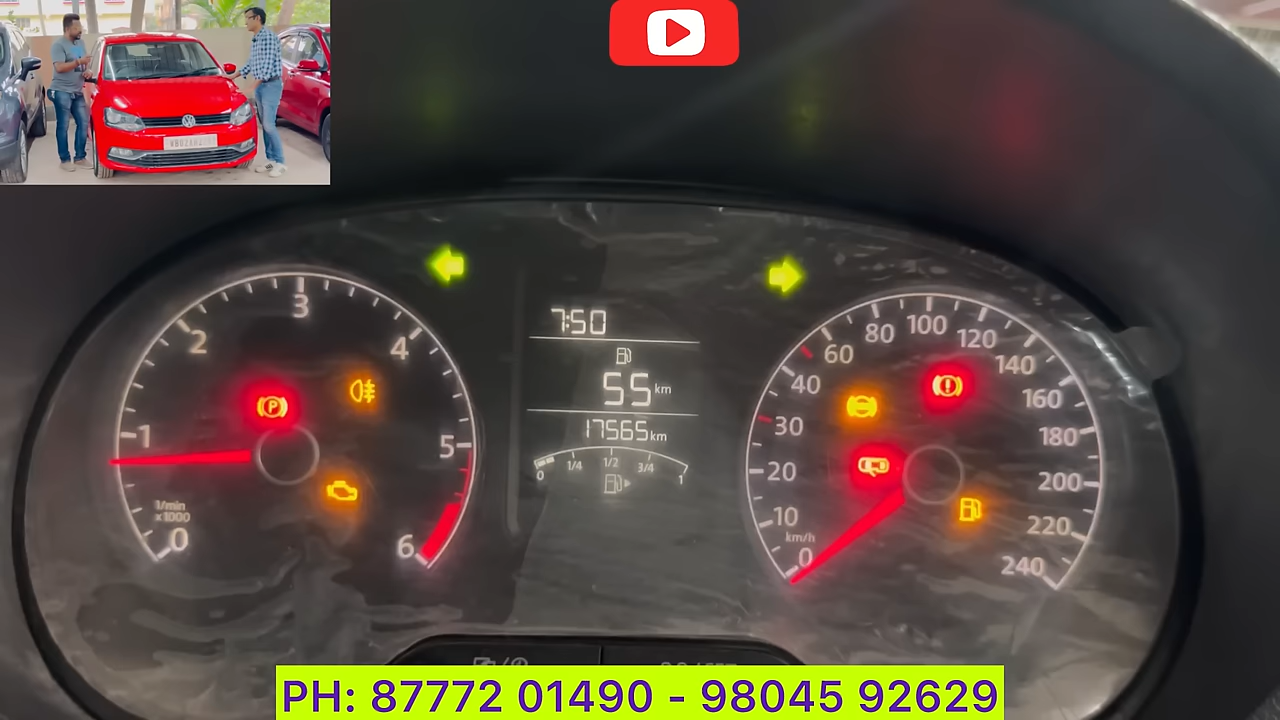 7:50
55 km
17565 km
0 1/4 1/2 3/4 1
0 1 2 3 4 5 6
1/min
x1000
P
0 10 20 30 40 60 80 100 120 140 160 180 200 220 240
km/h
PH: 87772 01490 - 98045 92629